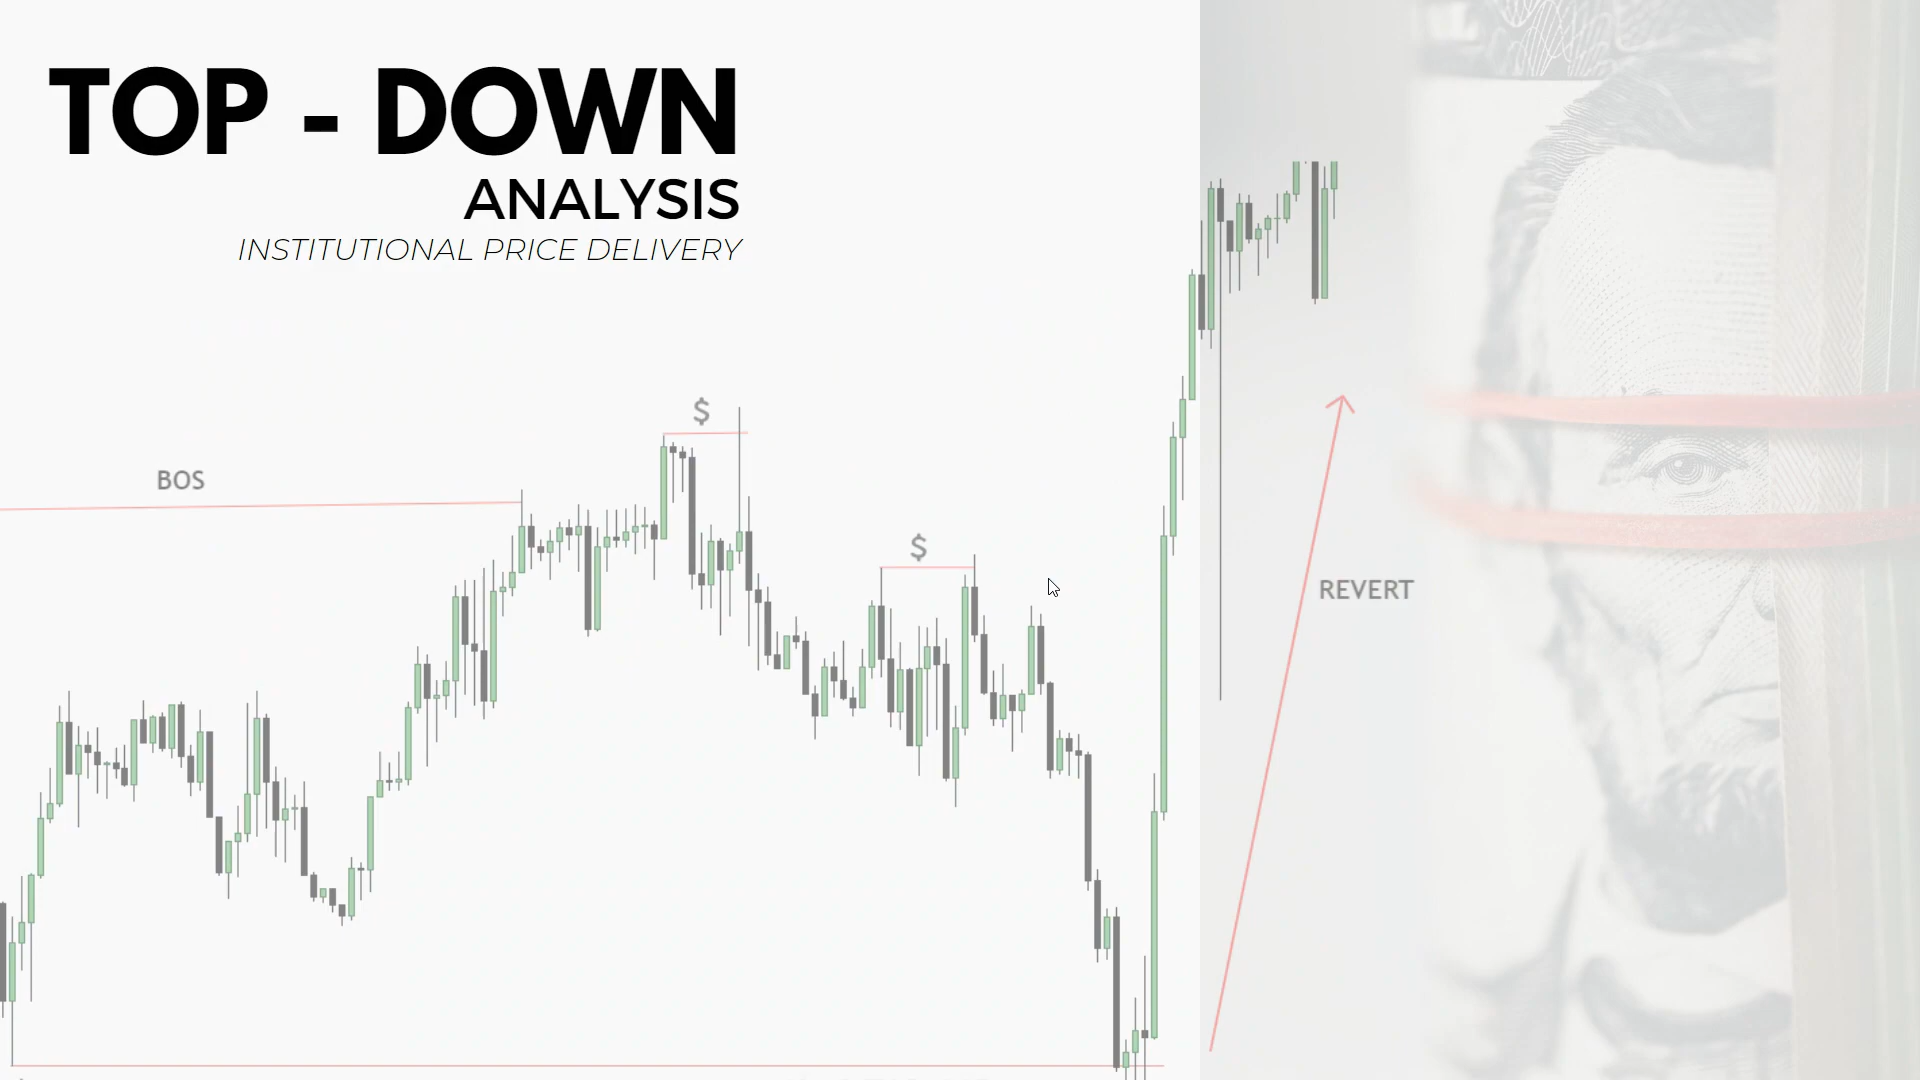 TOP - DOWN
ANALYSIS
INSTITUTIONAL PRICE DELIVERY
$
BOS
$
REVERT